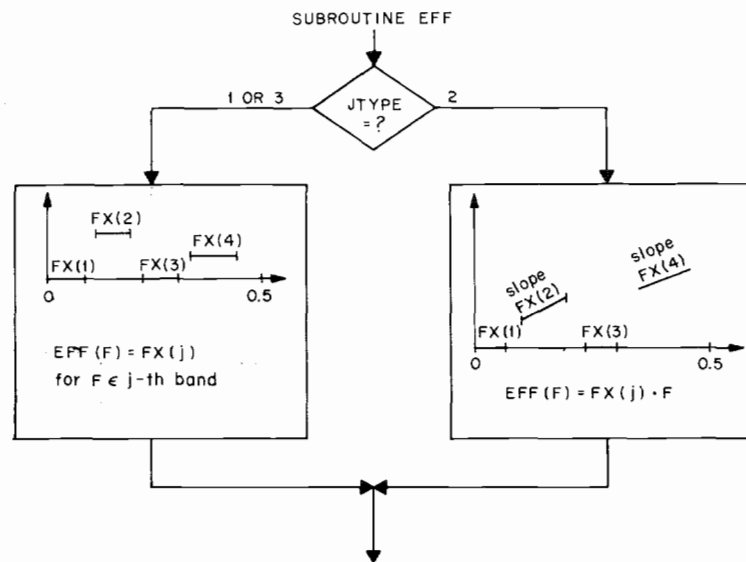 SUBROUTINE EFF
1 OR 3
JTYPE
= ?
2
FX(2)
FX(4)
FX(1)
FX(3)
0
0.5
EFF(F) = FX(j)
for F ϵ j-th band
slope
FX(2)
slope
FX(4)
FX(1)
FX(3)
0
0.5
EFF(F) = FX(j) · F